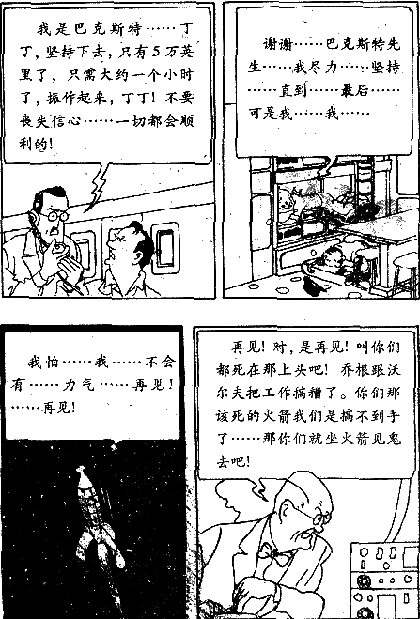 我是巴克斯特……丁
丁,坚持下去,只有5万英
里了,只需大约一个小时
了,振作起来,丁丁!不要
丧失信心……一切都会顺
利的!
谢谢……巴克斯特先
生……我尽力……坚持
……直到……最后……
可是我……我……
我怕……我……不会
有……力气……再见!
……再见!
再见!对,是再见!叫你们
都死在那上头吧!乔根跟沃
尔夫把工作搞糟了。你们那
该死的火箭我们是搞不到手
了……那你们就坐火箭见鬼
去吧!